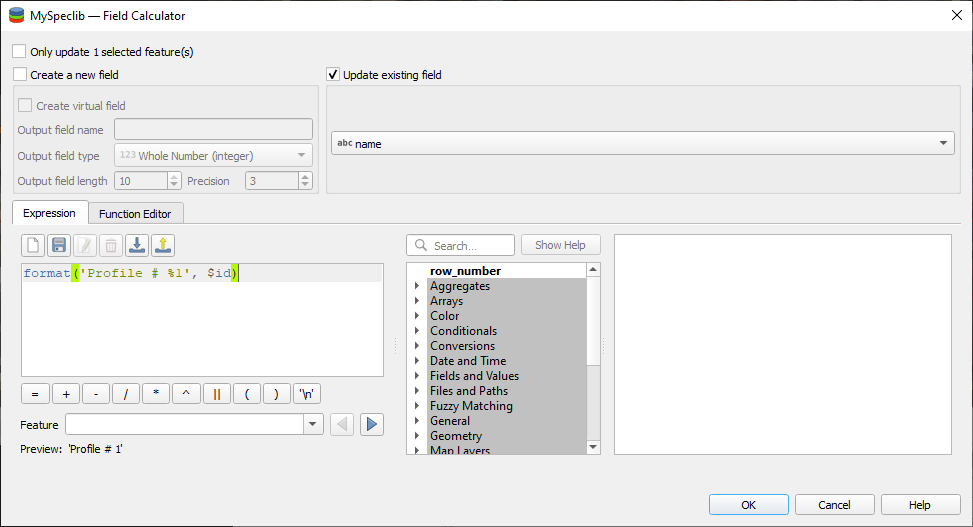 MySpeclib — Field Calculator
Only update 1 selected feature(s)
Create a new field
Update existing field
Create virtual field
Output field name
Output field type 123 Whole Number (integer)
Output field length 10 Precision 3
abc name
Expression Function Editor
Search... Show Help
format('Profile # %1', $id)
row_number
Aggregates
Arrays
Color
Conditionals
Conversions
Date and Time
Fields and Values
Files and Paths
Fuzzy Matching
General
Geometry
Map Layers
= + - / * ^ || ( ) '\n'
Feature
Preview: 'Profile # 1'
OK Cancel Help